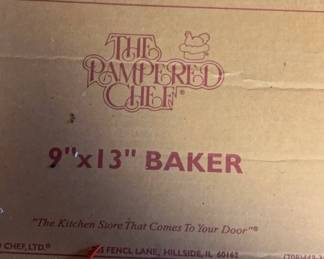 THE
PAMPERED
CHEF®
9"x13" BAKER
"The Kitchen Store That Comes To Your Door"®
CHEF, LTD.® FENCL LANE, HILLSIDE, IL 60162